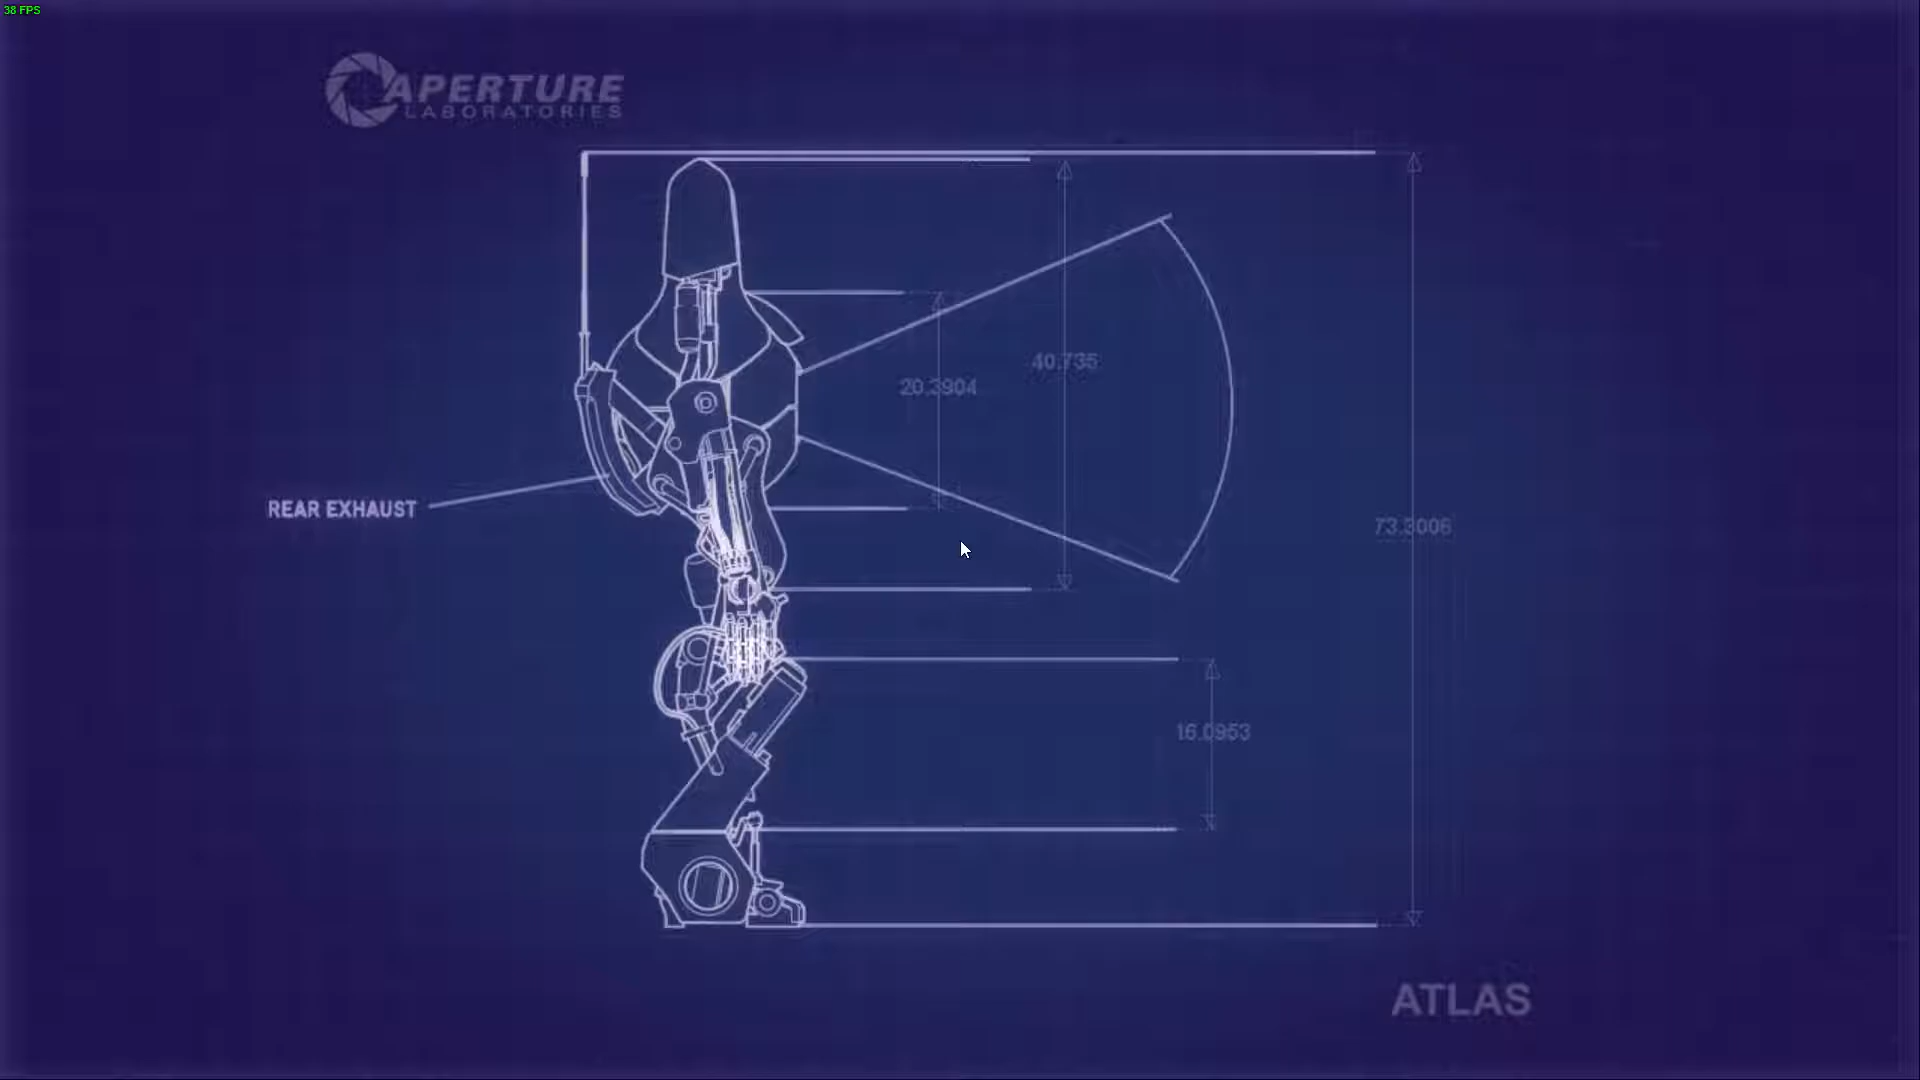 38 FPS
APERTURE
LABORATORIES
40.735
20.3904
REAR EXHAUST
73.3006
16.0953
ATLAS